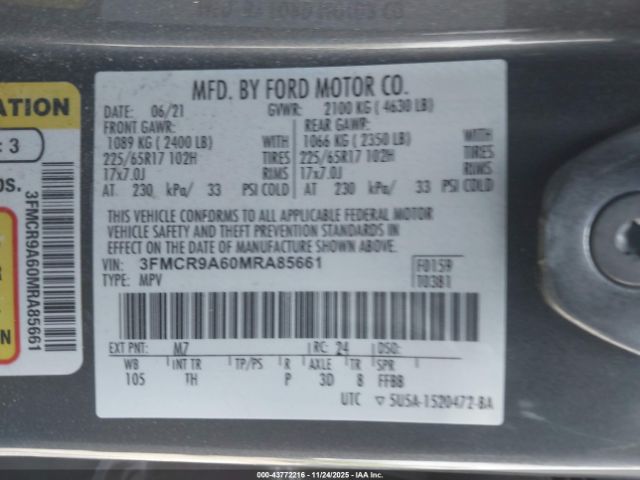 MFD. BY FORD MOTOR CO.
DATE: 06/21 GVWR: 2100 KG ( 4630 LB)
FRONT GAWR: REAR GAWR:
1089 KG ( 2400 LB) WITH 1066 KG ( 2350 LB) WITH
225/65R17 102H TIRES 225/65R17 102H TIRES
17x7.0J RIMS 17x7.0J RIMS
AT 230 kPa/ 33 PSI COLD AT 230 kPa/ 33 PSI COLD
THIS VEHICLE CONFORMS TO ALL APPLICABLE FEDERAL MOTOR
VEHICLE SAFETY AND THEFT PREVENTION STANDARDS IN
EFFECT ON THE DATE OF MANUFACTURE SHOWN ABOVE.
VIN: 3FMCR9A60MRA85661 F0159
TYPE: MPV T0381
EXT PNT: M7 RC: 24 DSO:
WB INT TR TP/PS R AXLE TR SPR
105 TH P 3D 8 FFBB
UTC ▽ 5U5A-1520472-BA
ATION
: 3
OS.
3FMCR9A60MRA85661
R
N
00-43772216 - 11/24/2025 - IAA Inc.